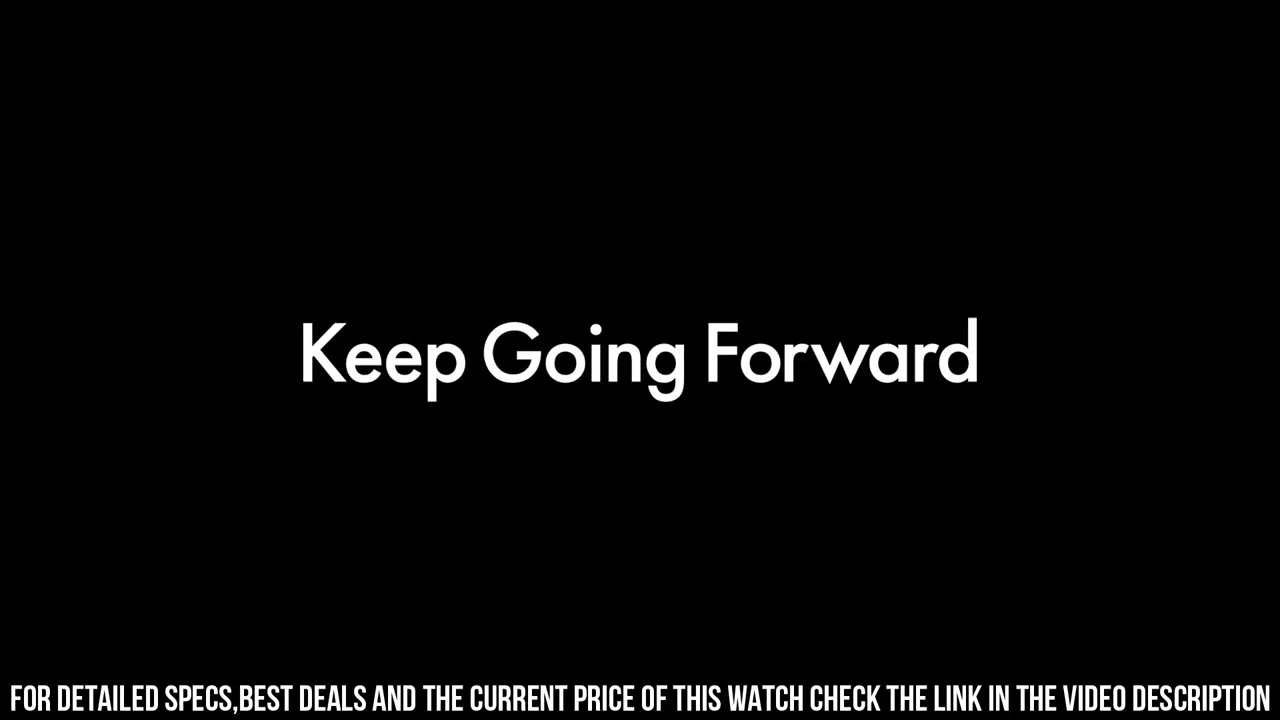 Keep Going Forward
FOR DETAILED SPECS,BEST DEALS AND THE CURRENT PRICE OF THIS WATCH CHECK THE LINK IN THE VIDEO DESCRIPTION